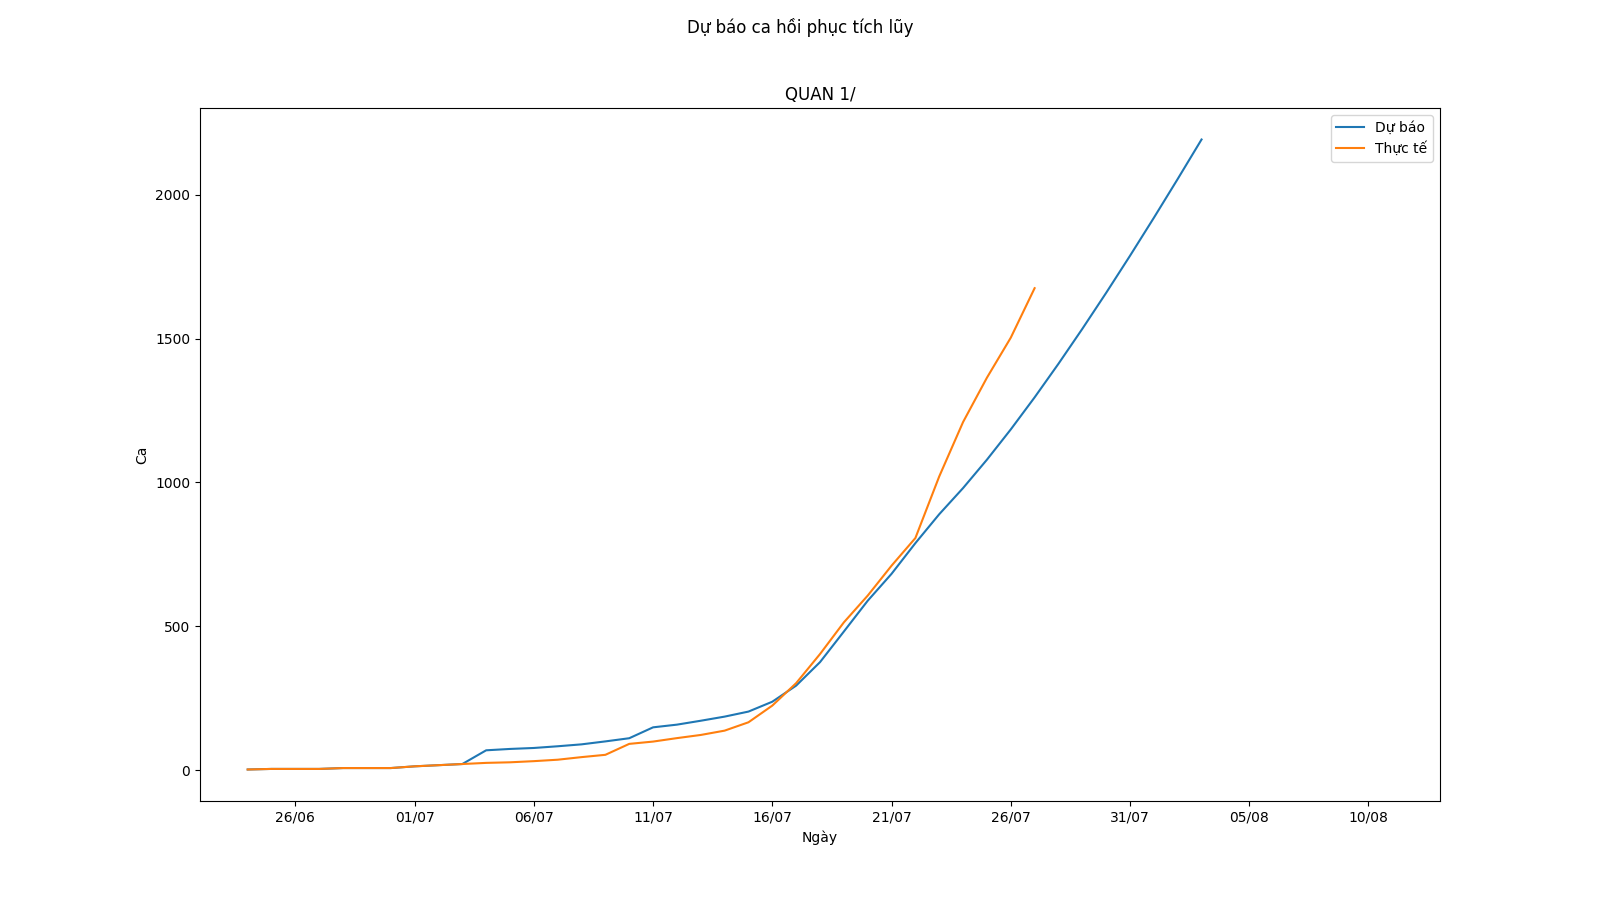 Dự báo ca hồi phục tích lũy
QUAN 1/
Dự báo
Thực tế
2000
1500
1000
500
0
Ca
26/06 01/07 06/07 11/07 16/07 21/07 26/07 31/07 05/08 10/08
Ngày